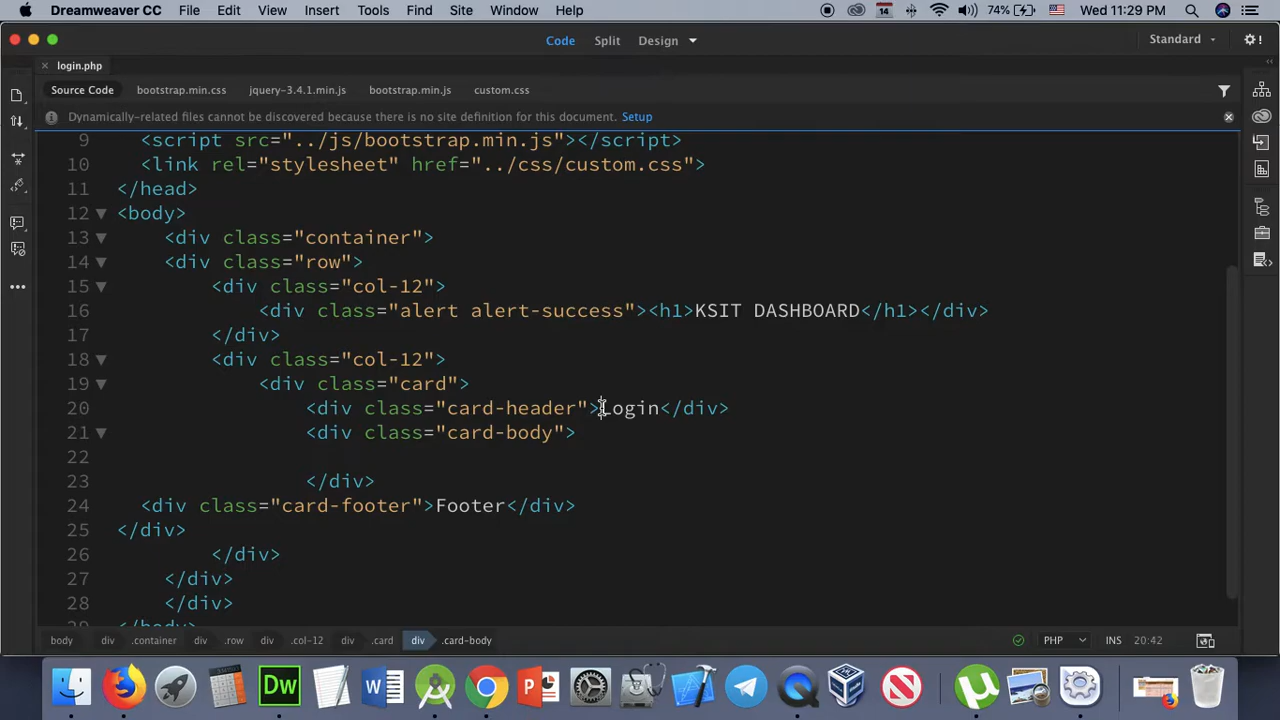 Dreamweaver CC File Edit View Insert Tools Find Site Window Help 14 74% Wed 11:29 PM
Code Split Design Standard
× login.php
Source Code bootstrap.min.css jquery-3.4.1.min.js bootstrap.min.js custom.css
Dynamically-related files cannot be discovered because there is no site definition for this document. Setup
9 <script src="../js/bootstrap.min.js"></script>
10 <link rel="stylesheet" href="../css/custom.css">
11 </head>
12 <body>
13 <div class="container">
14 <div class="row">
15 <div class="col-12">
16 <div class="alert alert-success"><h1>KSIT DASHBOARD</h1></div>
17 </div>
18 <div class="col-12">
19 <div class="card">
20 <div class="card-header">Login</div>
21 <div class="card-body">
22
23 </div>
24 <div class="card-footer">Footer</div>
25 </div>
26 </div>
27 </div>
28 </div>
29 </body>
body div .container div .row div .col-12 div .card div .card-body PHP INS 20:42
Dw W P